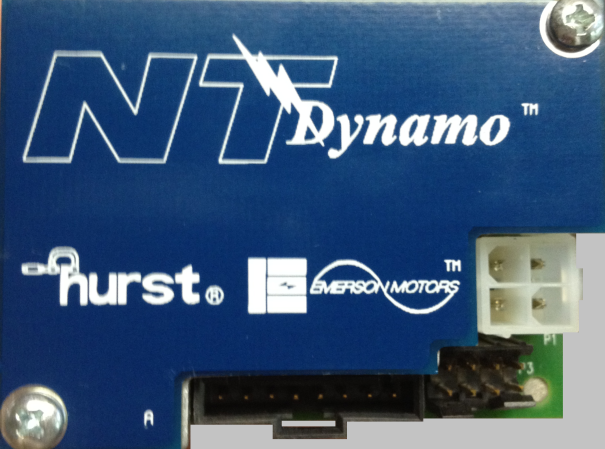 NT Dynamo™
hurst® EMERSON MOTORS™
P1
P3
A